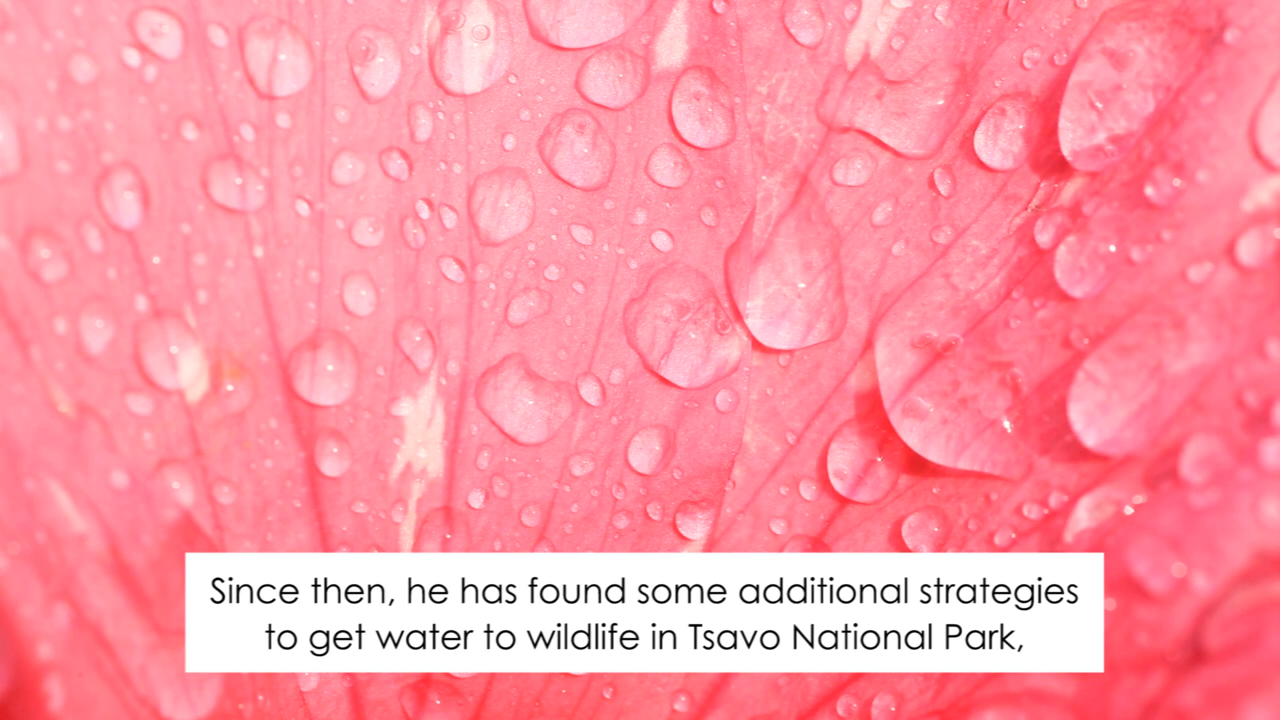 Since then, he has found some additional strategies
to get water to wildlife in Tsavo National Park,